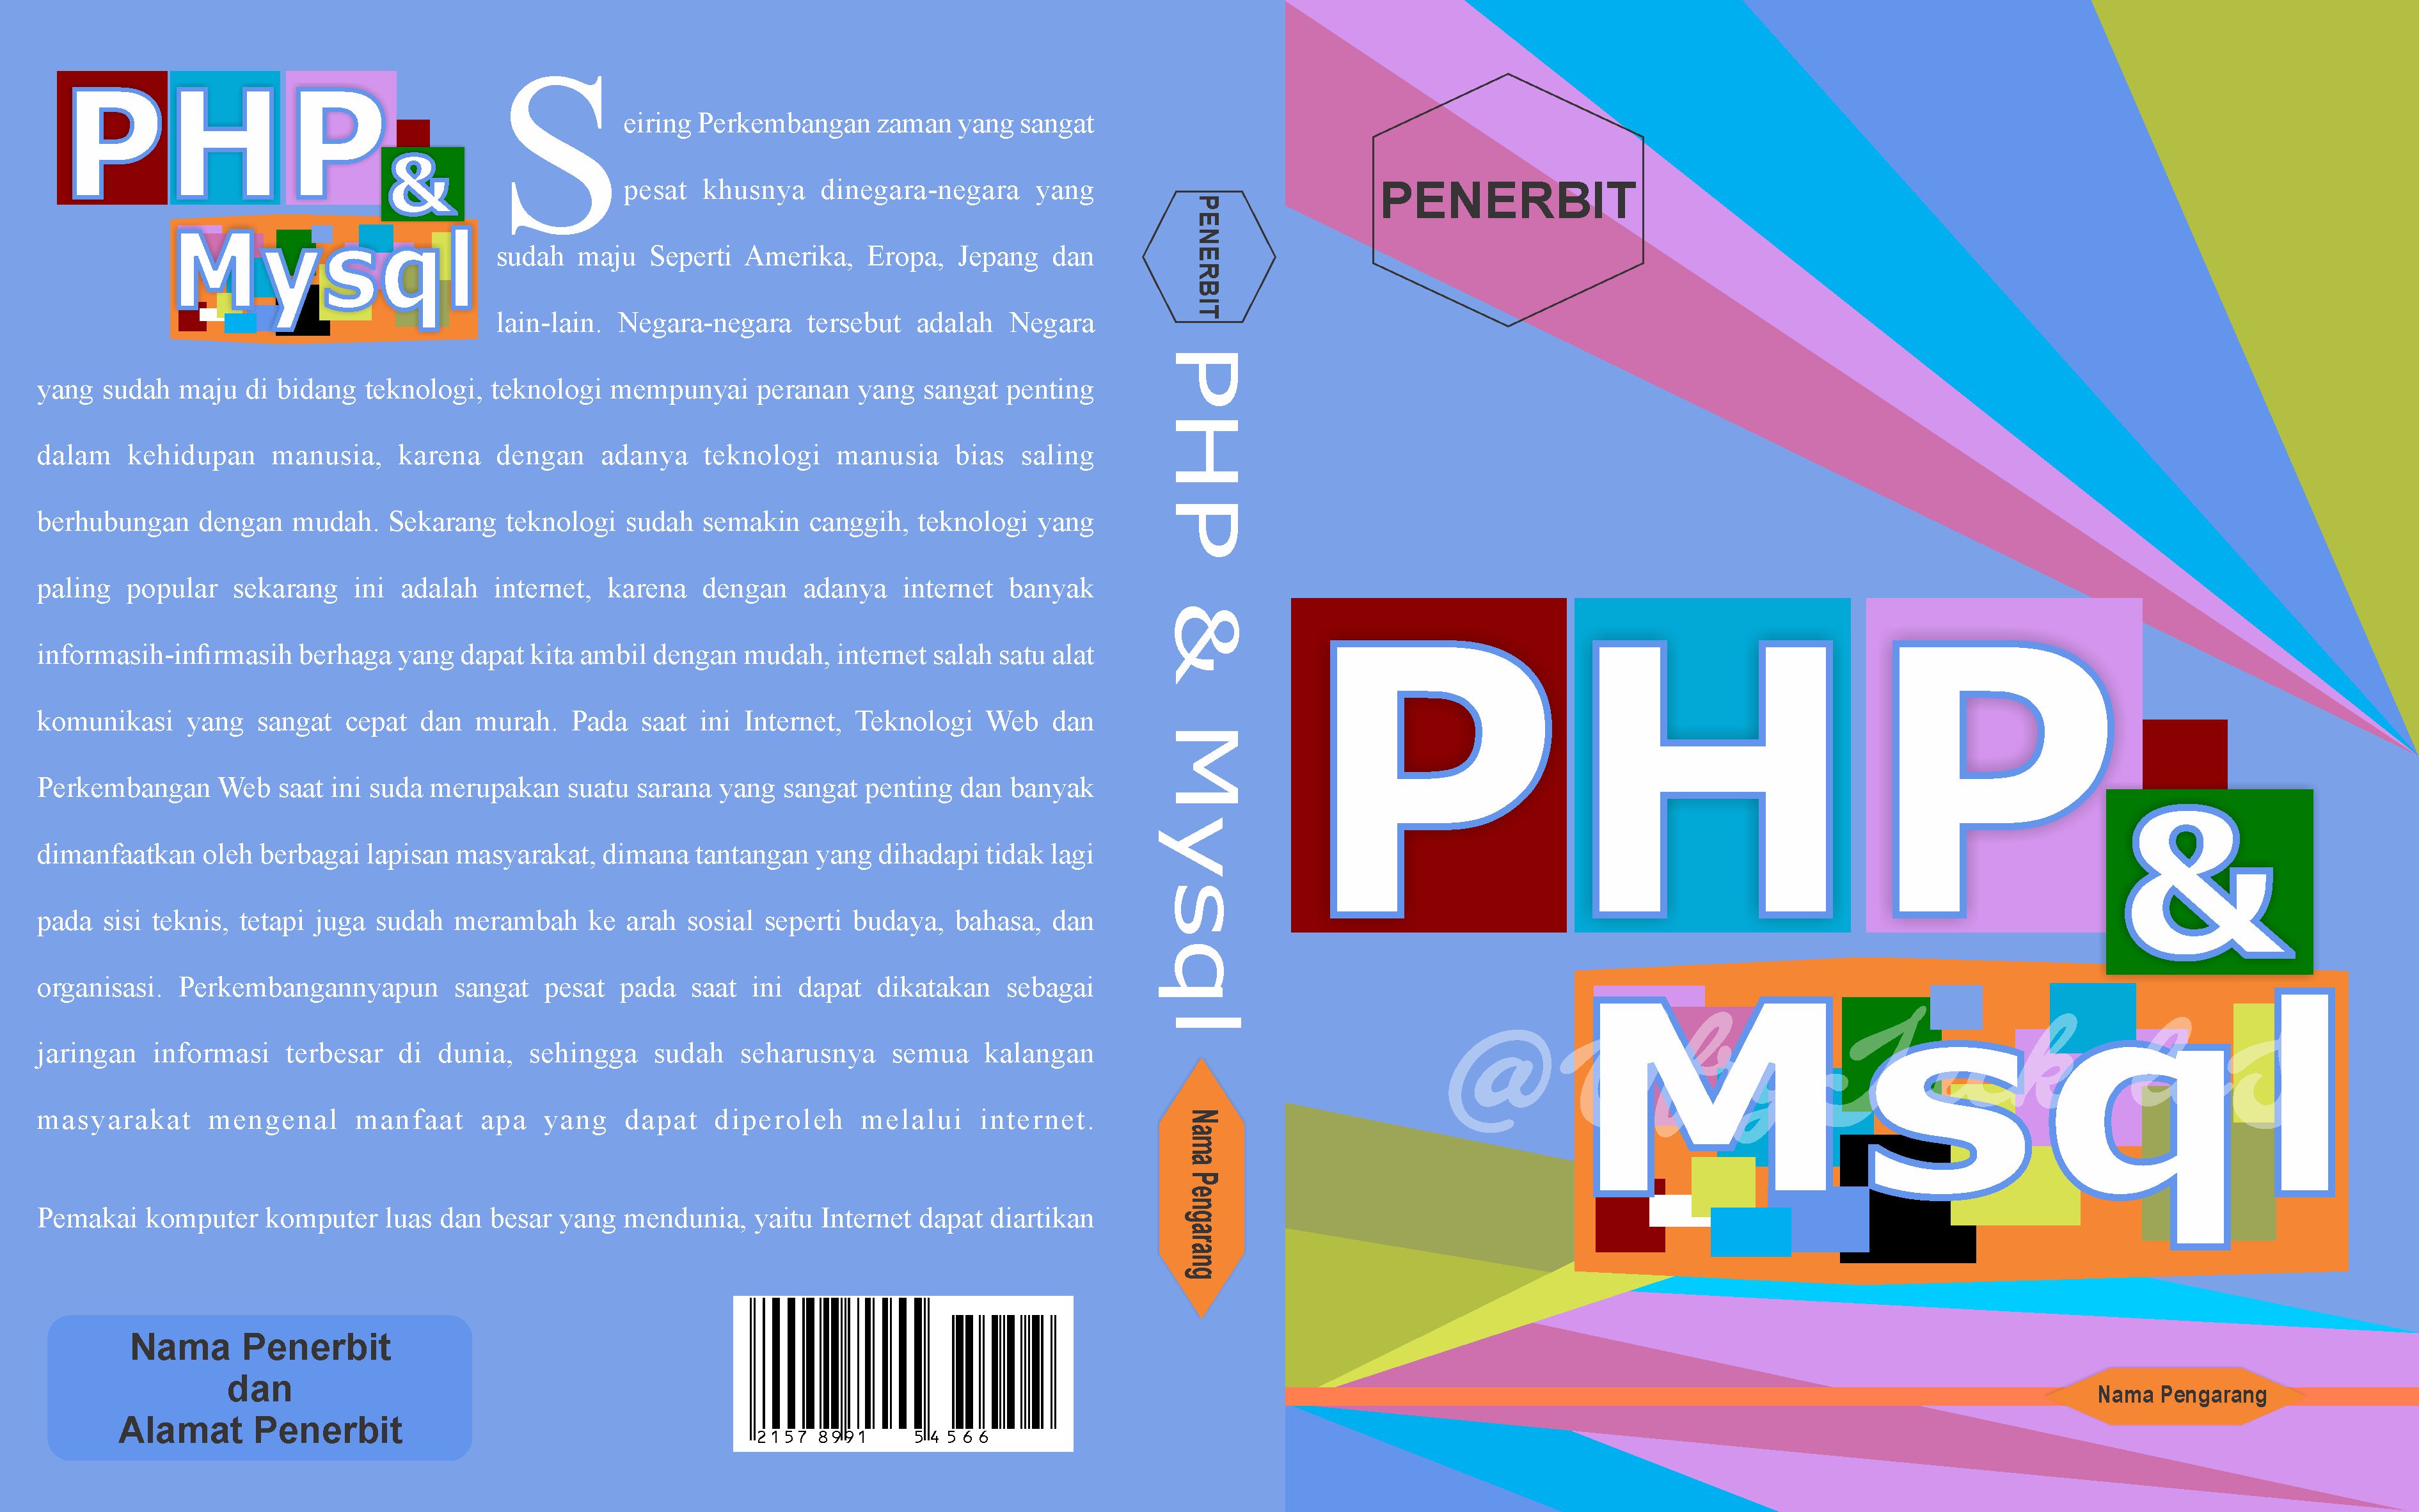 PHP
&
Mysql
Seiring Perkembangan zaman yang sangat
pesat khusnya dinegara-negara yang
sudah maju Seperti Amerika, Eropa, Jepang dan
lain-lain. Negara-negara tersebut adalah Negara
yang sudah maju di bidang teknologi, teknologi mempunyai peranan yang sangat penting
dalam kehidupan manusia, karena dengan adanya teknologi manusia bias saling
berhubungan dengan mudah. Sekarang teknologi sudah semakin canggih, teknologi yang
paling popular sekarang ini adalah internet, karena dengan adanya internet banyak
informasih-infirmasih berhaga yang dapat kita ambil dengan mudah, internet salah satu alat
komunikasi yang sangat cepat dan murah. Pada saat ini Internet, Teknologi Web dan
Perkembangan Web saat ini suda merupakan suatu sarana yang sangat penting dan banyak
dimanfaatkan oleh berbagai lapisan masyarakat, dimana tantangan yang dihadapi tidak lagi
pada sisi teknis, tetapi juga sudah merambah ke arah sosial seperti budaya, bahasa, dan
organisasi. Perkembangannyapun sangat pesat pada saat ini dapat dikatakan sebagai
jaringan informasi terbesar di dunia, sehingga sudah seharusnya semua kalangan
masyarakat mengenal manfaat apa yang dapat diperoleh melalui internet.
Pemakai komputer komputer luas dan besar yang mendunia, yaitu Internet dapat diartikan
Nama Penerbit
dan
Alamat Penerbit
2157 8991 54566
PENERBIT
PHP & Mysql
Nama Pengarang
PENERBIT
PHP
&
Msql
Nama Pengarang